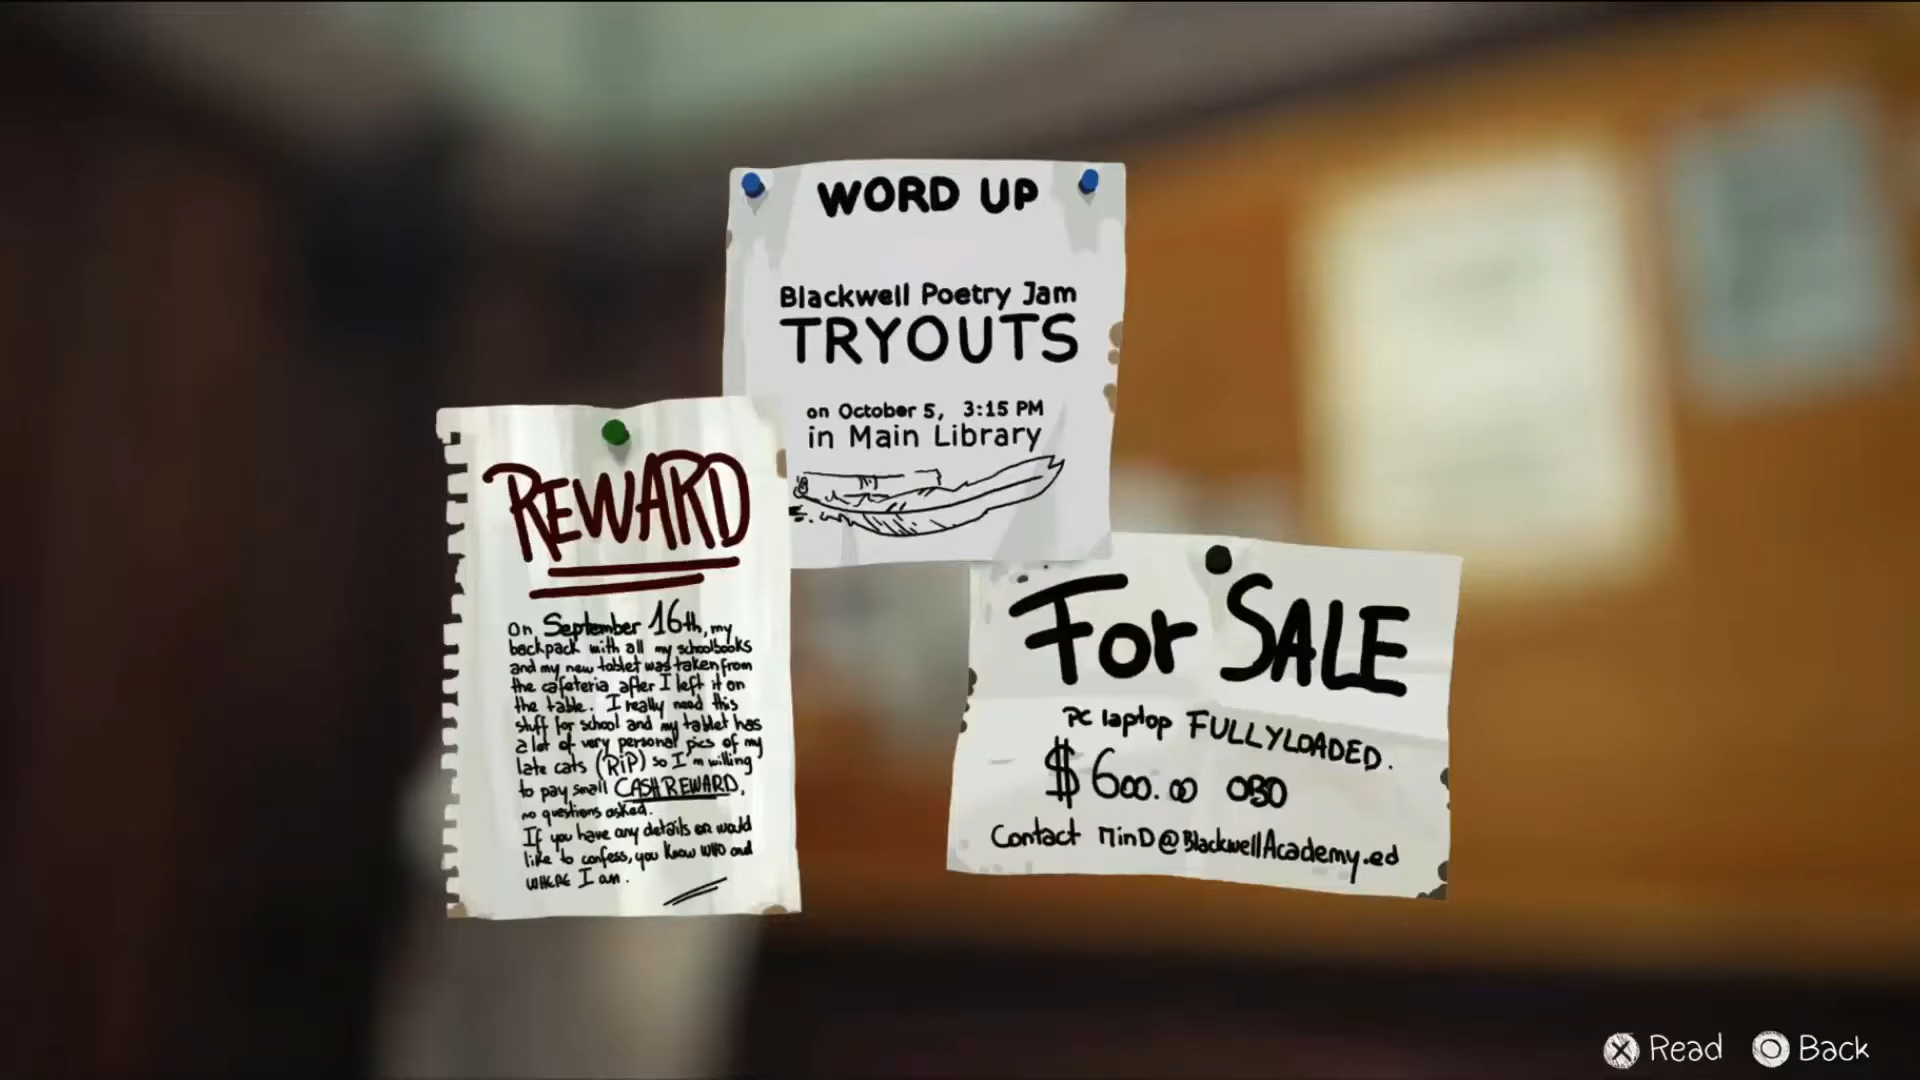 WORD UP
Blackwell Poetry Jam
TRYOUTS
on October 5, 3:15 PM
in Main Library
REWARD
On September 16th, my
backpack with all my schoolbooks
and my new tablet was taken from
the cafeteria after I left it on
the table. I really need this
stuff for school and my tablet has
a lot of very personal pics of my
late cats (RiP) so I'm willing
to pay small CASH REWARD,
no questions asked.
If you have any details or would
like to confess, you know WHO and
WHERE I am.
For SALE
PC laptop FULLYLOADED.
$600.00 OBO
Contact MinD@BlackwellAcademy.ed
Read
Back